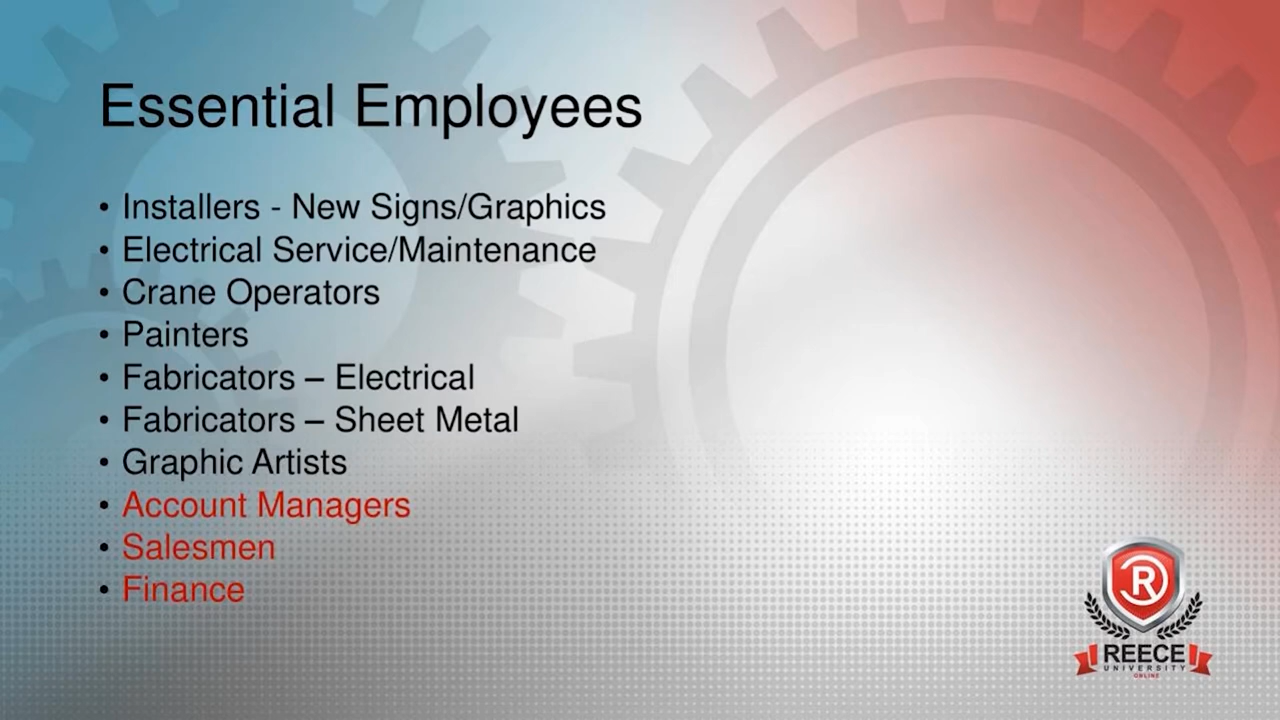 Essential Employees
• Installers - New Signs/Graphics
• Electrical Service/Maintenance
• Crane Operators
• Painters
• Fabricators – Electrical
• Fabricators – Sheet Metal
• Graphic Artists
• Account Managers
• Salesmen
• Finance
R
REECE
UNIVERSITY
ONLINE